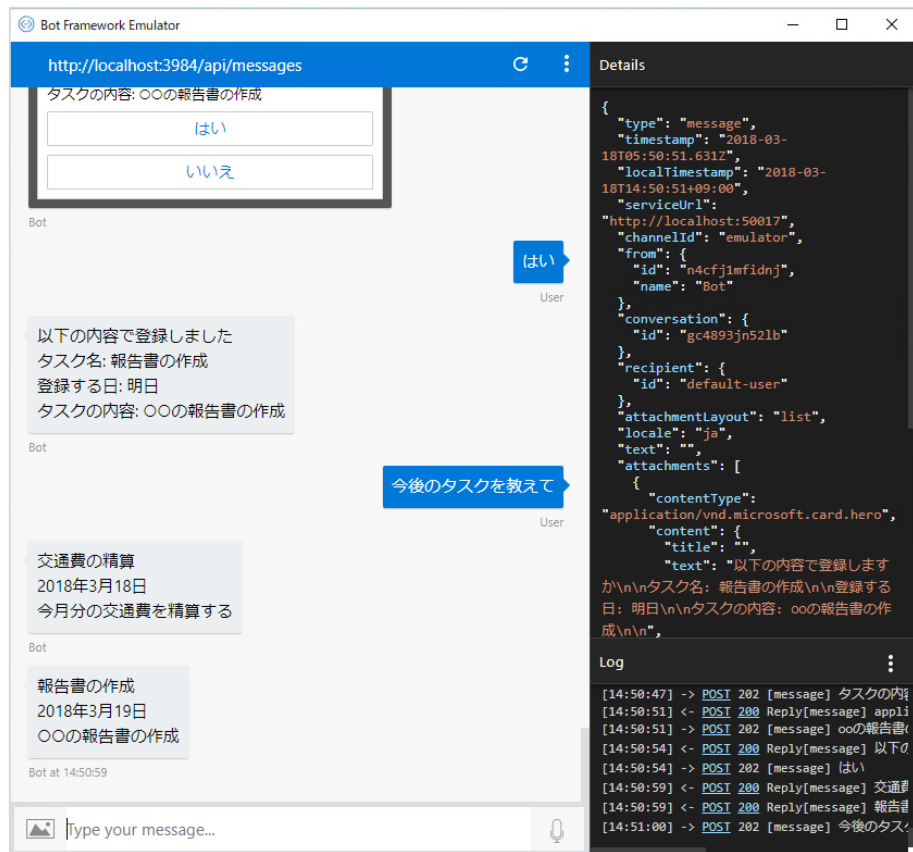 Bot Framework Emulator
http://localhost:3984/api/messages
タスクの内容: ○○の報告書の作成
はい
いいえ
Bot
はい
User
以下の内容で登録しました
タスク名: 報告書の作成
登録する日: 明日
タスクの内容: ○○の報告書の作成
Bot
今後のタスクを教えて
User
交通費の精算
2018年3月18日
今月分の交通費を精算する
Bot
報告書の作成
2018年3月19日
○○の報告書の作成
Bot at 14:50:59
Type your message...
Details
{
"type": "message",
"timestamp": "2018-03-
18T05:50:51.631Z",
"localTimestamp": "2018-03-
18T14:50:51+09:00",
"serviceUrl":
"http://localhost:50017",
"channelId": "emulator",
"from": {
"id": "n4cfj1mfidnj",
"name": "Bot"
},
"conversation": {
"id": "gc4893jn52lb"
},
"recipient": {
"id": "default-user"
},
"attachmentLayout": "list",
"locale": "ja",
"text": "",
"attachments": [
{
"contentType":
"application/vnd.microsoft.card.hero",
"content": {
"title": "",
"text": "以下の内容で登録します
か\n\nタスク名: 報告書の作成\n\n登録する
日: 明日\n\nタスクの内容: ooの報告書の作
成\n\n",
Log
[14:50:47] -> POST 202 [message] タスクの内容
[14:50:51] <- POST 200 Reply[message] appli
[14:50:51] -> POST 202 [message] ooの報告書の
[14:50:54] <- POST 200 Reply[message] 以下の
[14:50:54] -> POST 202 [message] はい
[14:50:59] <- POST 200 Reply[message] 交通費
[14:50:59] <- POST 200 Reply[message] 報告書
[14:51:00] -> POST 202 [message] 今後のタスク